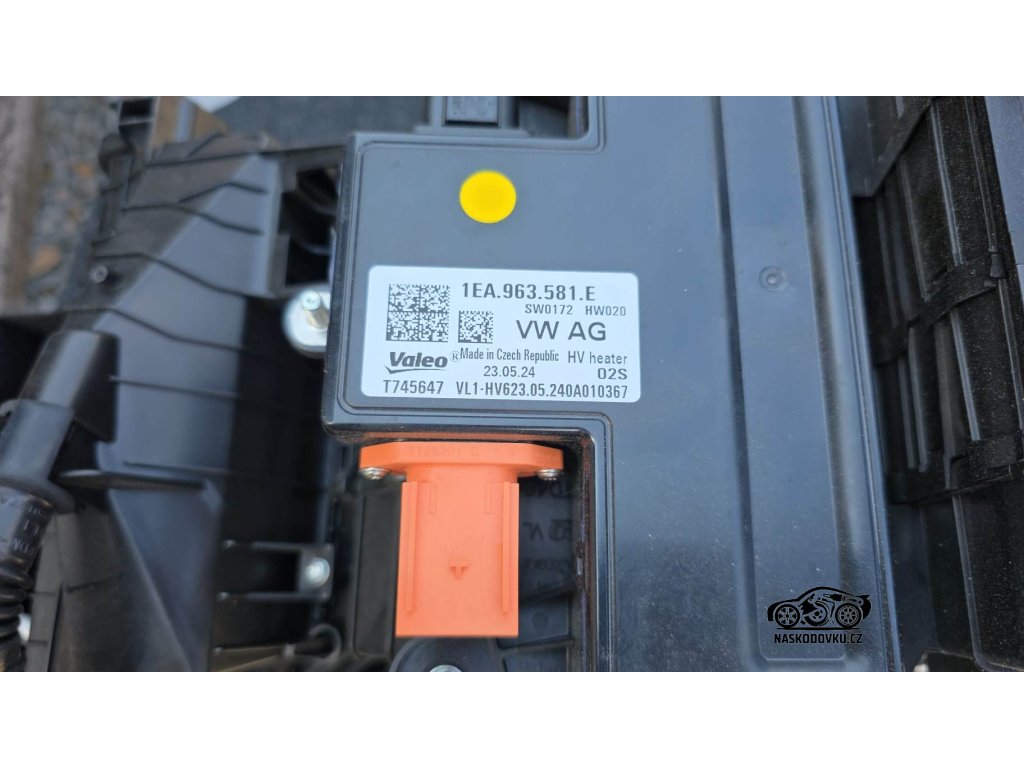 1EA.963.581.E
SW0172 HW020
VW AG
Valeo® Made in Czech Republic HV heater
23.05.24 02S
T745647 VL1-HV623.05.240A010367
NASKODOVKU.CZ